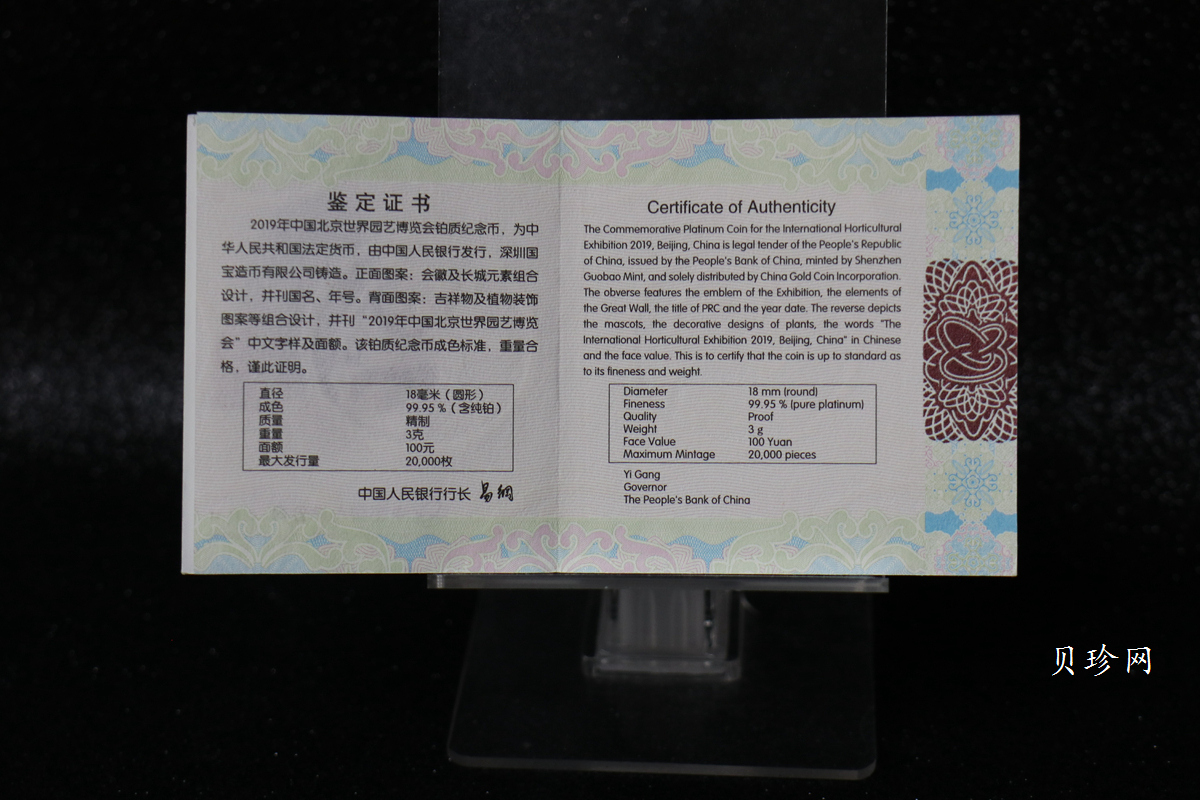 鉴定证书
2019年中国北京世界园艺博览会铂质纪念币，为中
华人民共和国法定货币，由中国人民银行发行，深圳国
宝造币有限公司铸造。正面图案：会徽及长城元素组合
设计，并刊国名、年号。背面图案：吉祥物及植物装饰
图案等组合设计，并刊“2019年中国北京世界园艺博览
会”中文字样及面额。该铂质纪念币成色标准，重量合
格，谨此证明。
直径 18毫米（圆形）
成色 99.95 %（含纯铂）
质量 精制
重量 3克
面额 100元
最大发行量 20,000枚
中国人民银行行长 易纲
Certificate of Authenticity
The Commemorative Platinum Coin for the International Horticultural
Exhibition 2019, Beijing, China is legal tender of the People's Republic
of China, issued by the People's Bank of China, minted by Shenzhen
Guobao Mint, and solely distributed by China Gold Coin Incorporation.
The obverse features the emblem of the Exhibition, the elements of
the Great Wall, the title of PRC and the year date. The reverse depicts
the mascots, the decorative designs of plants, the words "The
International Horticultural Exhibition 2019, Beijing, China" in Chinese
and the face value. This is to certify that the coin is up to standard as
to its fineness and weight.
Diameter 18 mm (round)
Fineness 99.95 % (pure platinum)
Quality Proof
Weight 3 g
Face Value 100 Yuan
Maximum Mintage 20,000 pieces
Yi Gang
Governor
The People's Bank of China
贝珍网